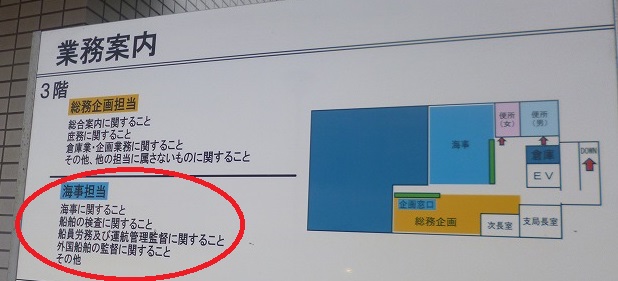 業務案内
3階
総務企画担当
総合案内に関すること
庶務に関すること
倉庫業・企画業務に関すること
その他、他の担当に属さないものに関すること
海事担当
海事に関すること
船舶の検査に関すること
船員労務及び運航管理監督に関すること
外国船舶の監督に関すること
その他
海事
便所
(女)
便所
(男)
倉庫
EV
DOWN
企画窓口
総務企画
次長室
支局長室